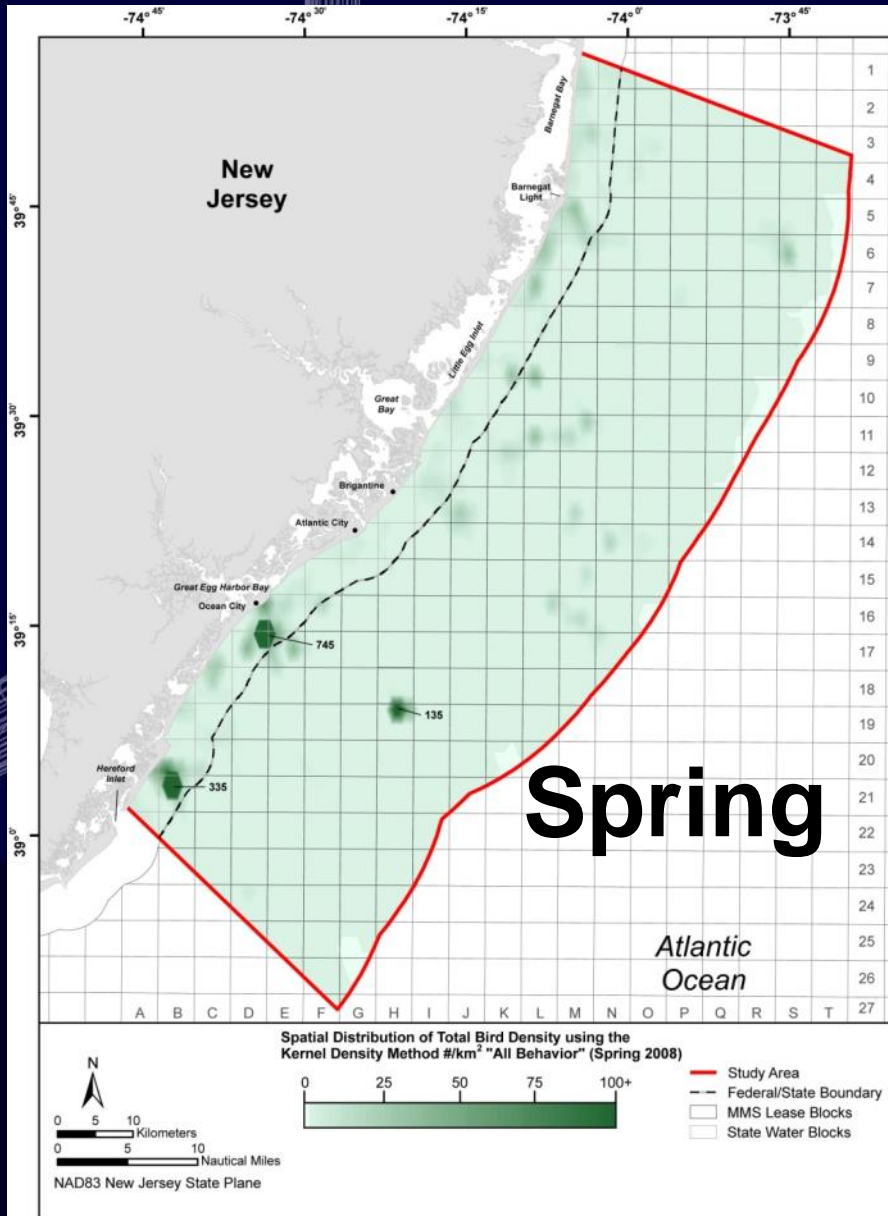 -74° 45' -74° 30' -74° 15' -74° 0' -73° 45'
39° 45'
39° 30'
39° 15'
39° 0'
New
Jersey
Barnegat Bay
Barnegat
Light
Little Egg Inlet
Great
Bay
Brigantine
Atlantic City
Great Egg Harbor Bay
Ocean City
745
135
Hereford
Inlet
335
Spring
Atlantic
Ocean
1
2
3
4
5
6
7
8
9
10
11
12
13
14
15
16
17
18
19
20
21
22
23
24
25
26
27
A B C D E F G H I J K L M N O P Q R S T
Spatial Distribution of Total Bird Density using the
Kernel Density Method #/km² "All Behavior" (Spring 2008)
0 25 50 75 100+
N
0 5 10
Kilometers
0 5 10
Nautical Miles
NAD83 New Jersey State Plane
Study Area
Federal/State Boundary
MMS Lease Blocks
State Water Blocks